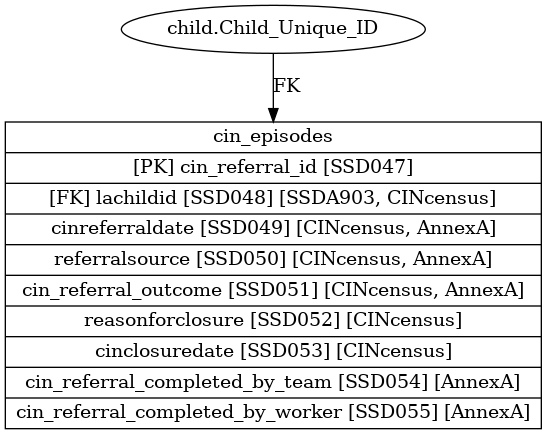 child.Child_Unique_ID
FK
cin_episodes
[PK] cin_referral_id [SSD047]
[FK] lachildid [SSD048] [SSDA903, CINcensus]
cinreferraldate [SSD049] [CINcensus, AnnexA]
referralsource [SSD050] [CINcensus, AnnexA]
cin_referral_outcome [SSD051] [CINcensus, AnnexA]
reasonforclosure [SSD052] [CINcensus]
cinclosuredate [SSD053] [CINcensus]
cin_referral_completed_by_team [SSD054] [AnnexA]
cin_referral_completed_by_worker [SSD055] [AnnexA]